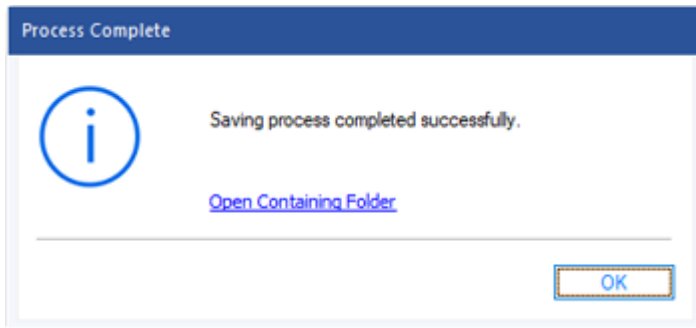 Process Complete
Saving process completed successfully.
Open Containing Folder
OK